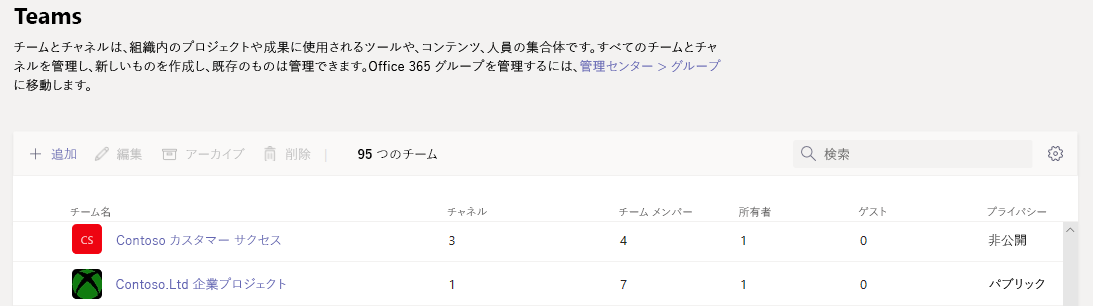 Teams
チームとチャネルは、組織内のプロジェクトや成果に使用されるツールや、コンテンツ、人員の集合体です。すべてのチームとチャ
ネルを管理し、新しいものを作成し、既存のものは管理できます。Office 365 グループを管理するには、管理センター > グループ
に移動します。
追加 編集 アーカイブ 削除 | 95 つのチーム 検索
チーム名 チャネル チーム メンバー 所有者 ゲスト プライバシー
CS Contoso カスタマー サクセス 3 4 1 0 非公開
Contoso.Ltd 企業プロジェクト 1 7 1 0 パブリック